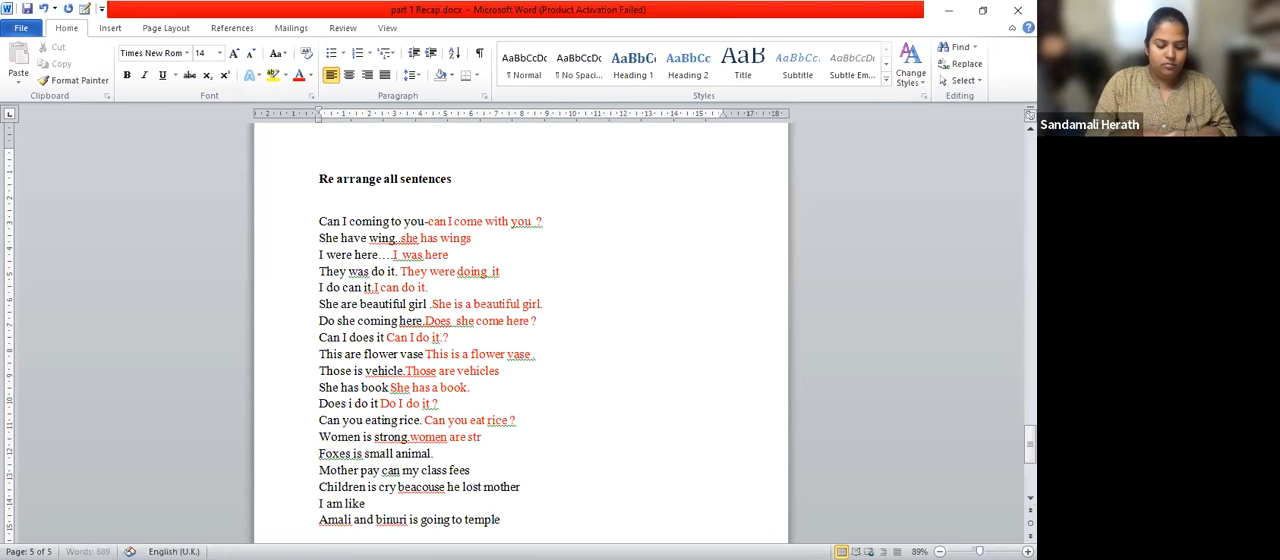 part 1 Recap.docx - Microsoft Word (Product Activation Failed)
File Home Insert Page Layout References Mailings Review View
Paste Cut Copy Format Painter Clipboard
Times New Rom 14 Font
Paragraph
AaBbCcDc AaBbCcDc AaBbC AaBbCc AaB AaBbCc. AaBbCcDc
¶ Normal ¶ No Spaci... Heading 1 Heading 2 Title Subtitle Subtle Em...
Change Styles Styles
Find Replace Select Editing
Sandamali Herath
Re arrange all sentences
Can I coming to you-can I come with you ?
She have wing..she has wings
I were here….I was here
They was do it. They were doing it
I do can it.I can do it.
She are beautiful girl .She is a beautiful girl.
Do she coming here.Does she come here ?
Can I does it Can I do it.?
This are flower vase This is a flower vase .
Those is vehicle.Those are vehicles
She has book She has a book.
Does i do it Do I do it ?
Can you eating rice. Can you eat rice ?
Women is strong.women are str
Foxes is small animal.
Mother pay can my class fees
Children is cry beacouse he lost mother
I am like
Amali and binuri is going to temple
Page: 5 of 5 Words: 689 English (U.K.) 89%